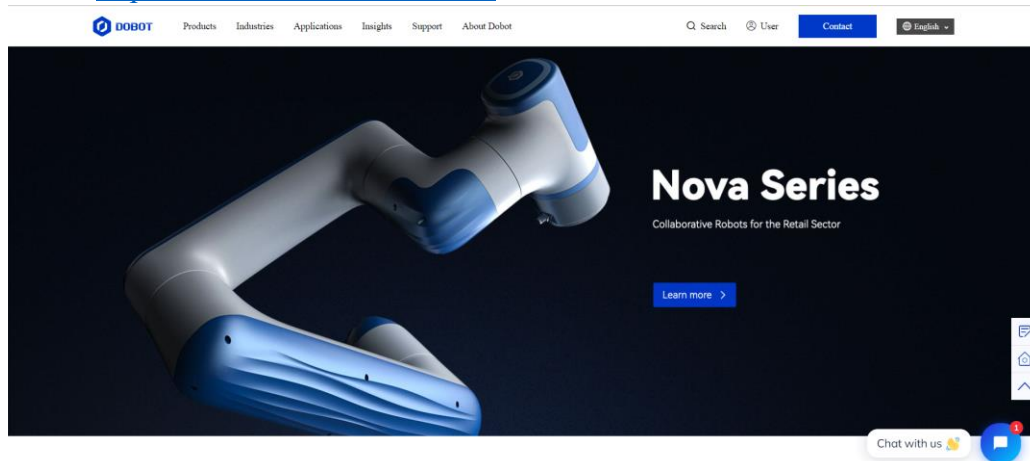 DOBOT Products Industries Applications Insights Support About Dobot Search User Contact English
Nova Series
Collaborative Robots for the Retail Sector
Learn more
1
Chat with us 👋